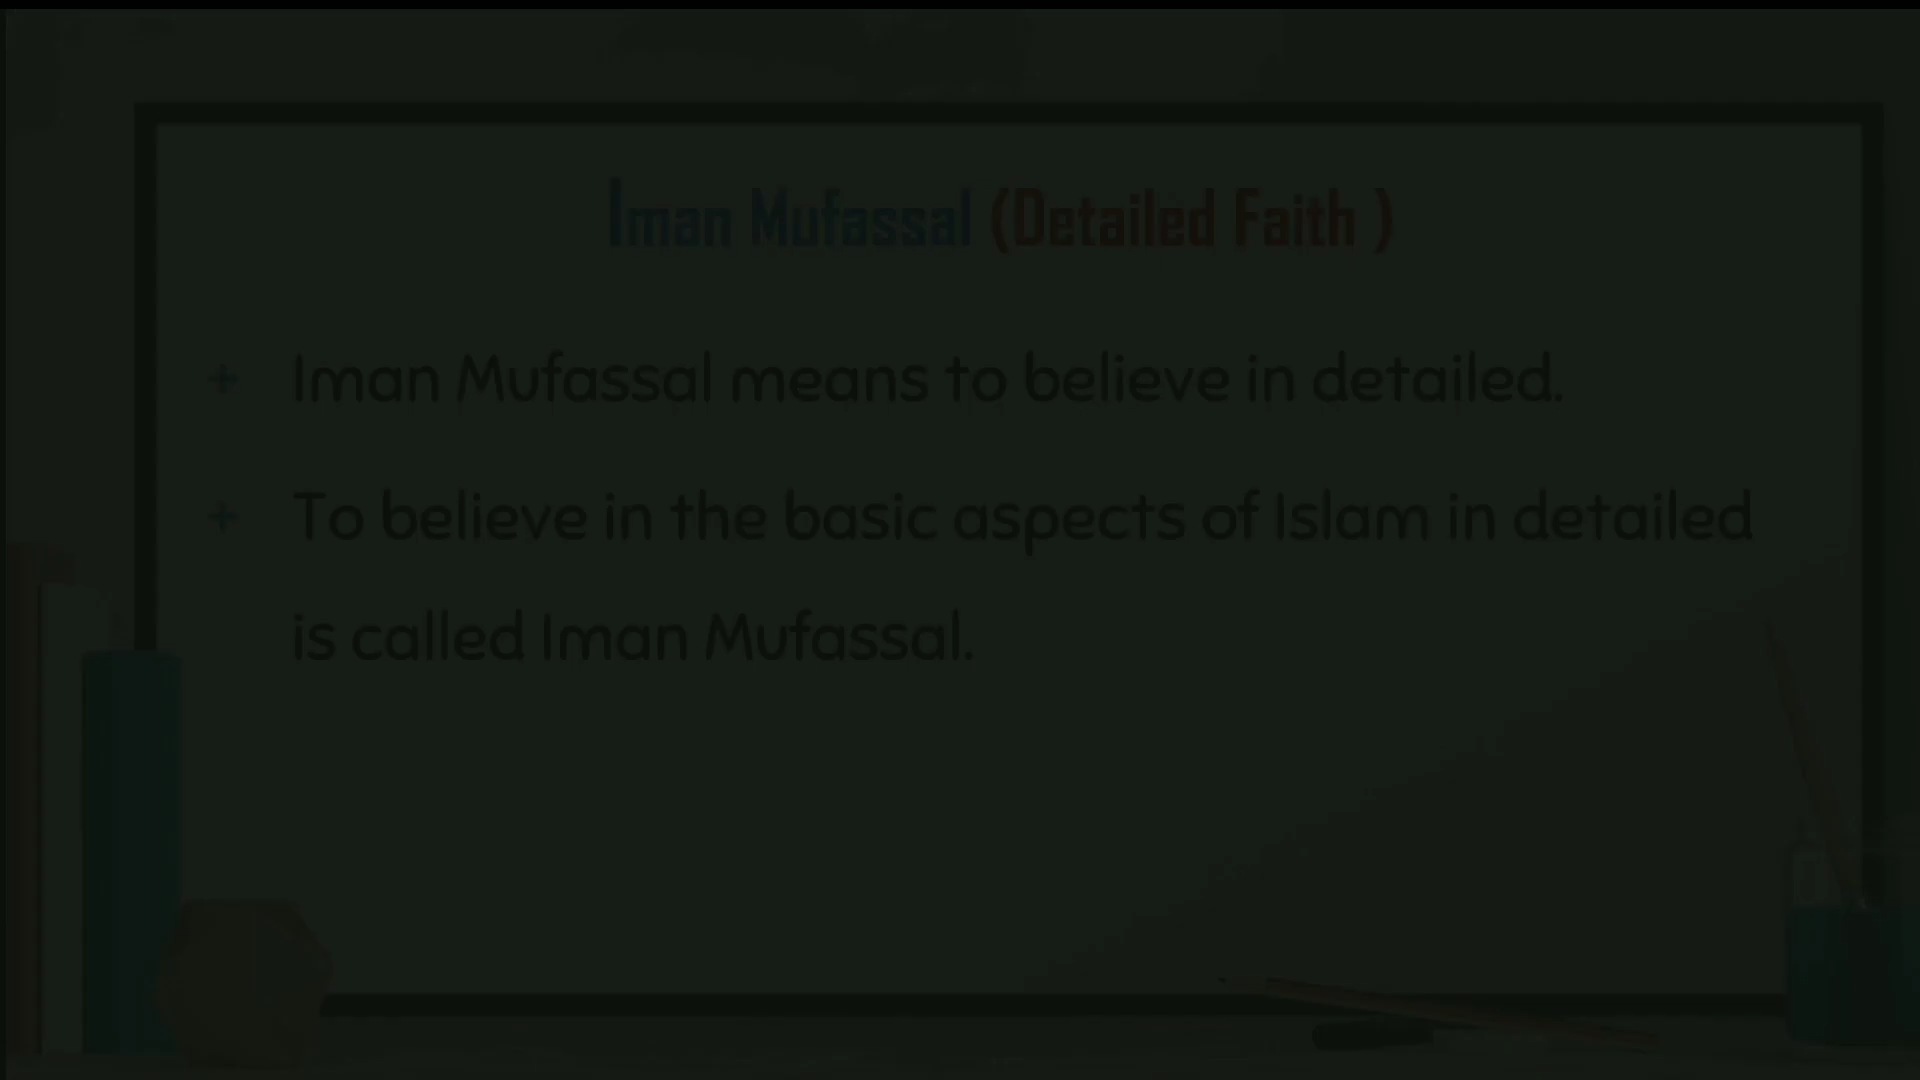 Iman Mufassal (Detailed Faith )
+ Iman Mufassal means to believe in detailed.
+ To believe in the basic aspects of Islam in detailed
is called Iman Mufassal.